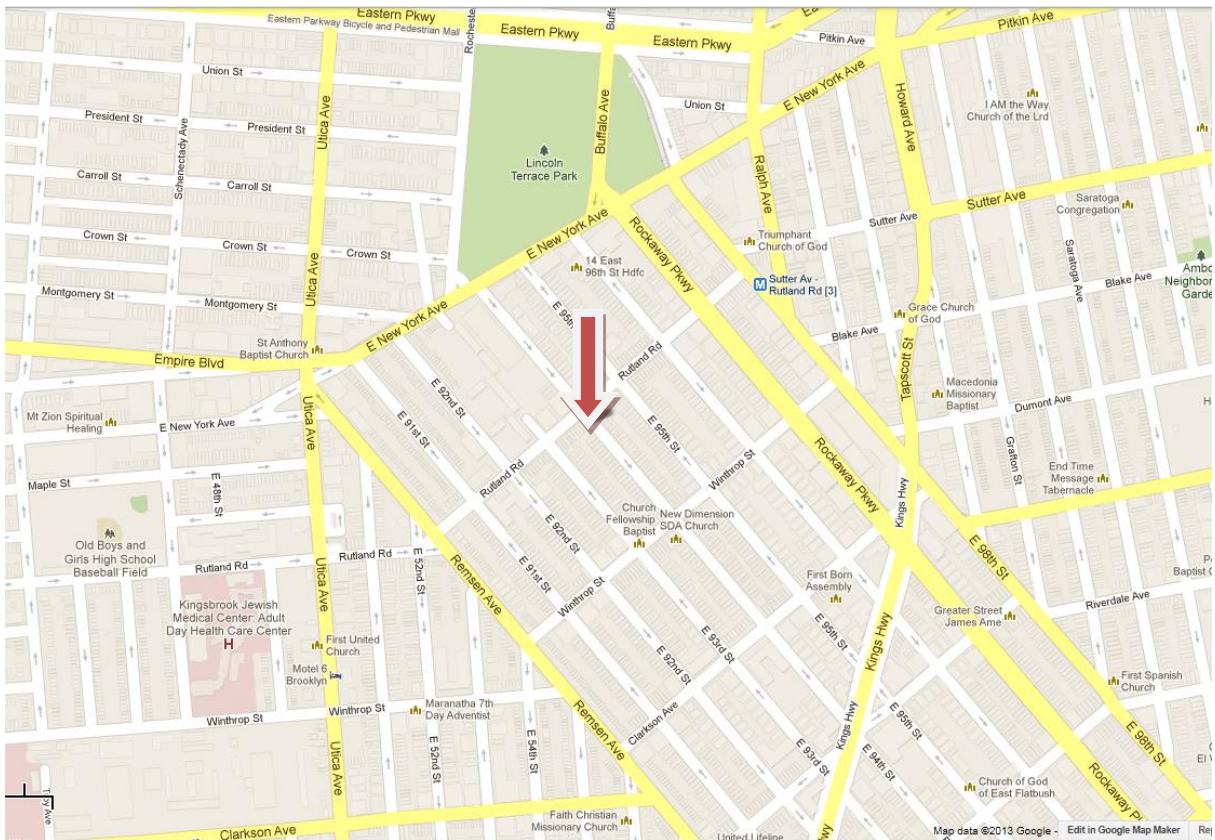 Eastern Pkwy
Eastern Parkway Bicycle and Pedestrian Mall
Eastern Pkwy
Eastern Pkwy
Pitkin Ave
Pitkin Ave
Union St
Union St
E New York Ave
Howard Ave
I AM the Way
Church of the Lrd
President St
President St
Schenectady Ave
Utica Ave
Buffalo Ave
Lincoln
Terrace Park
Ralph Ave
Carroll St
Carroll St
Sutter Ave
Sutter Ave
Saratoga
Congregation
Saratoga Ave
Crown St
Crown St
E New York Ave
Rockaway Pkwy
Triumphant
Church of God
14 East
96th St Hdfc
M
Sutter Av -
Rutland Rd [3]
Blake Ave
Blake Ave
Montgomery St
Montgomery St
Utica Ave
E New York Ave
E 95th
Grace Church
of God
St Anthony
Baptist Church
Empire Blvd
Rutland Rd
Tapscott St
Macedonia
Missionary
Baptist
Dumont Ave
Mt Zion Spiritual
Healing
E New York Ave
Utica Ave
E 92nd St
E 91st St
E 95th St
Rockaway Pkwy
Grafton St
Maple St
E 48th St
Rutland Rd
Winthrop St
End Time
Message
Tabernacle
Kings Hwy
Old Boys and
Girls High School
Baseball Field
Church
Fellowship
Baptist
New Dimension
SDA Church
E 92nd St
E 98th St
Rutland Rd
Rutland Rd
E 52nd St
Remsen Ave
E 91st St
Winthrop St
First Born
Assembly
Riverdale Ave
Kingsbrook Jewish
Medical Center: Adult
Day Health Care Center
H
Utica Ave
First United
Church
Motel 6
Brooklyn
E 93rd St
E 95th St
Kings Hwy
Greater Street
James Ame
E 92nd St
First Spanish
Church
Winthrop St
Winthrop St
Maranatha 7th
Day Adventist
Remsen Ave
Clarkson Ave
Kings Hwy
E 95th St
E 98th St
E 52nd St
E 54th St
Utica Ave
E 93rd St
E 94th St
Rockaway
Church of God
of East Flatbush
Clarkson Ave
Faith Christian
Missionary Church
United Lifeline
Map data ©2013 Google -
Edit in Google Map Maker